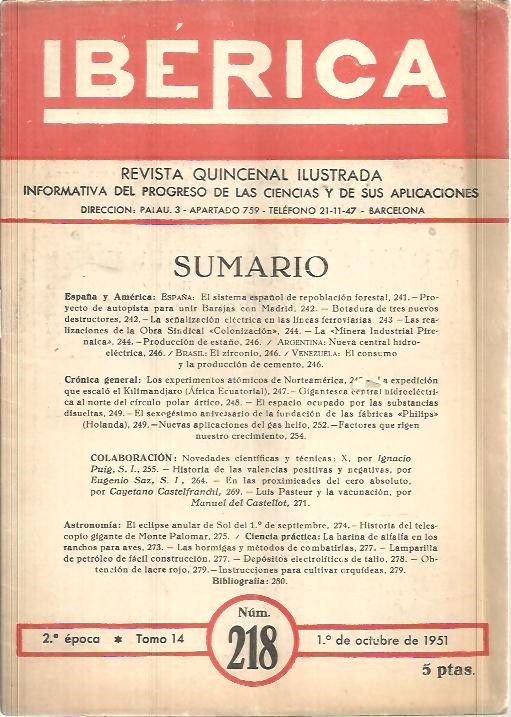 IBÉRICA
REVISTA QUINCENAL ILUSTRADA
INFORMATIVA DEL PROGRESO DE LAS CIENCIAS Y DE SUS APLICACIONES
DIRECCION: PALAU. 3 - APARTADO 759 - TELÉFONO 21-11-47 - BARCELONA
SUMARIO
España y América: ESPAÑA: El sistema español de repoblación forestal, 241. — Pro-
yecto de autopista para unir Barajas con Madrid, 242. — Botadura de tres nuevos
destructores, 242. — La señalización eléctrica en las líneas ferroviarias. 243 — Las rea-
lizaciones de la Obra Sindical «Colonización», 244. — La «Minera Industrial Pire-
naica», 244. — Producción de estaño, 246. / ARGENTINA: Nueva central hidro-
eléctrica, 246. / BRASIL: El zirconio, 246. / VENEZUELA: El consumo
y la producción de cemento, 246.
Crónica general: Los experimentos atómicos de Norteamérica, expedición
que escaló el Kilimandjaro (África Ecuatorial), 247. — Gigantesca central hidroeléctri-
ca al norte del círculo polar ártico, 248. — El espacio ocupado por las substancias
disueltas, 249. — El sexogésimo aniversario de la fundación de las fábricas «Philips»
(Holanda), 249. — Nuevas aplicaciones del gas helio, 252. — Factores que rigen
nuestro crecimiento, 254.
COLABORACIÓN: Novedades científicas y técnicas: X, por Ignacio
Puig, S. I., 255. — Historia de las valencias positivas y negativas, por
Eugenio Saz, S. I, 264. — En las proximidades del cero absoluto,
por Cayetano Castelfranchi, 269. — Luis Pasteur y la vacunación, por
Manuel del Castellot, 271.
Astronomía: El eclipse anular de Sol del 1.º de septiembre, 274. — Historia del teles-
copio gigante de Monte Palomar, 275. / Ciencia práctica: La harina de alfalfa en los
ranchos para aves, 273. — Las hormigas y métodos de combatirlas, 277. — Lamparilla
de petróleo de fácil construcción, 277. — Depósitos electrolíticos de talio, 278. — Ob-
tención de lacre rojo, 279. — Instrucciones para cultivar orquídeas, 279.
Bibliografía: 280.
Núm.
2.ª época ★ Tomo 14 218 1.º de octubre de 1951
5 ptas.